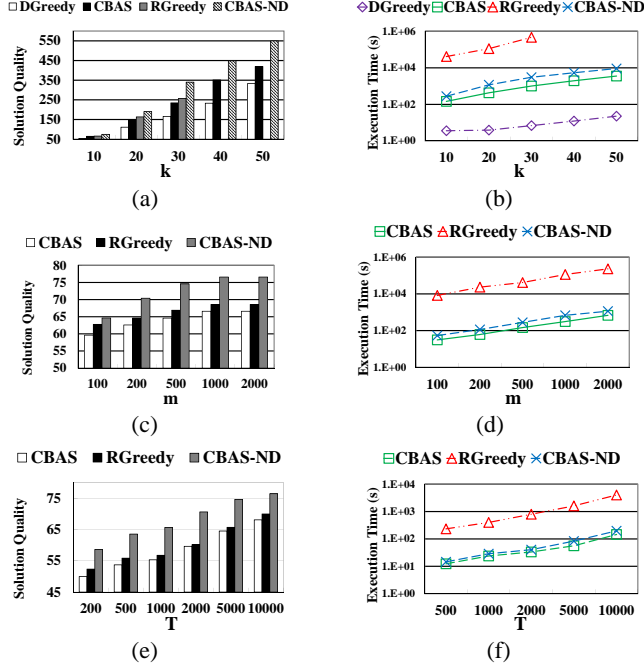 DGreedy CBAS RGreedy CBAS-ND
Solution Quality
550
450
350
250
150
50
10 20 30 40 50
k
(a)
DGreedy CBAS RGreedy CBAS-ND
Execution Time (s)
1.E+06
1.E+04
1.E+02
1.E+00
10 20 30 40 50
k
(b)
CBAS RGreedy CBAS-ND
Solution Quality
80
75
70
65
60
55
50
100 200 500 1000 2000
m
(c)
CBAS RGreedy CBAS-ND
Execution Time (s)
1.E+06
1.E+04
1.E+02
1.E+00
100 200 500 1000 2000
m
(d)
CBAS RGreedy CBAS-ND
Solution Quality
75
65
55
45
200 500 1000 2000 5000 10000
T
(e)
CBAS RGreedy CBAS-ND
Execution Time (s)
1.E+04
1.E+03
1.E+02
1.E+01
1.E+00
500 1000 2000 5000 10000
T
(f)